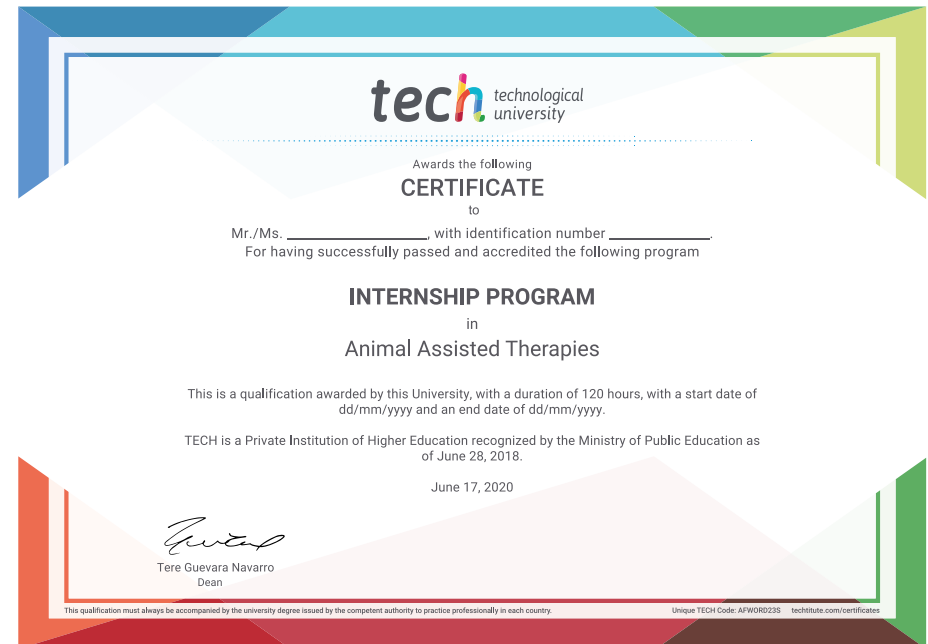 tech technological
university
Awards the following
CERTIFICATE
to
Mr./Ms. ____________________, with identification number ______________.
For having successfully passed and accredited the following program
INTERNSHIP PROGRAM
in
Animal Assisted Therapies
This is a qualification awarded by this University, with a duration of 120 hours, with a start date of
dd/mm/yyyy and an end date of dd/mm/yyyy.
TECH is a Private Institution of Higher Education recognized by the Ministry of Public Education as
of June 28, 2018.
June 17, 2020
Tere Guevara Navarro
Dean
This qualification must always be accompanied by the university degree issued by the competent authority to practice professionally in each country. Unique TECH Code: AFWORD23S techtitute.com/certificates